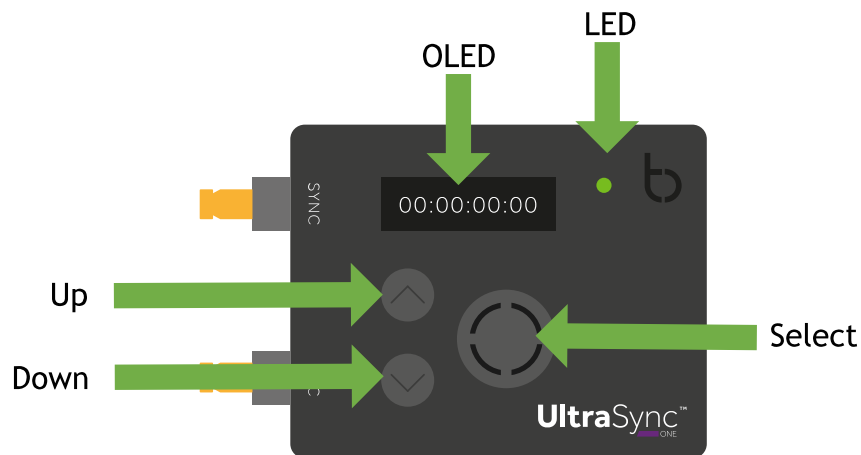 LED
OLED
SYNC
00:00:00:00
Up
Select
Down
C
UltraSync™
ONE